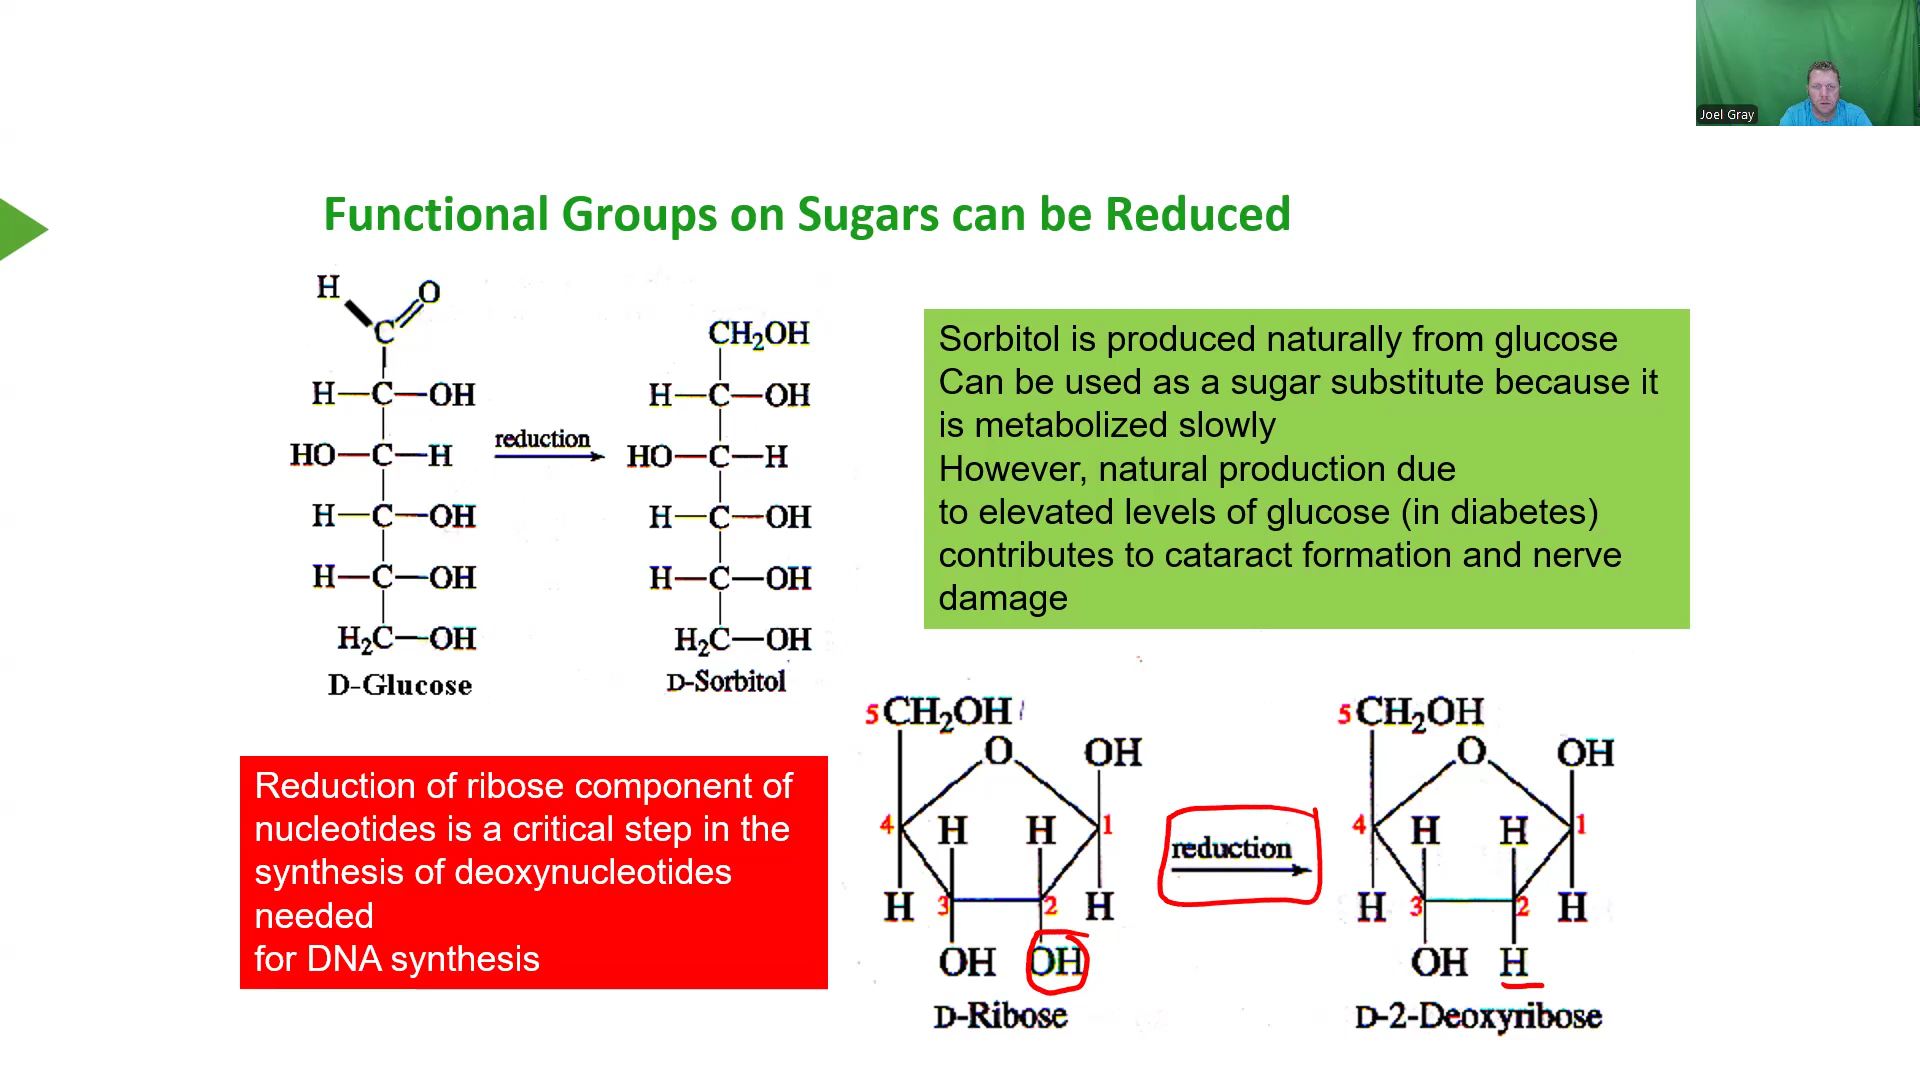 Joel Gray
Functional Groups on Sugars can be Reduced
H O
C
H—C—OH
HO—C—H
H—C—OH
H—C—OH
H₂C—OH
D-Glucose
reduction
CH₂OH
H—C—OH
HO—C—H
H—C—OH
H—C—OH
H₂C—OH
D-Sorbitol
Sorbitol is produced naturally from glucose
Can be used as a sugar substitute because it
is metabolized slowly
However, natural production due
to elevated levels of glucose (in diabetes)
contributes to cataract formation and nerve
damage
Reduction of ribose component of
nucleotides is a critical step in the
synthesis of deoxynucleotides
needed
for DNA synthesis
5 CH₂OH
O OH
4 H H 1
H 3 2 H
OH OH
D-Ribose
reduction
5 CH₂OH
O OH
4 H H 1
H 3 2 H
OH H
D-2-Deoxyribose